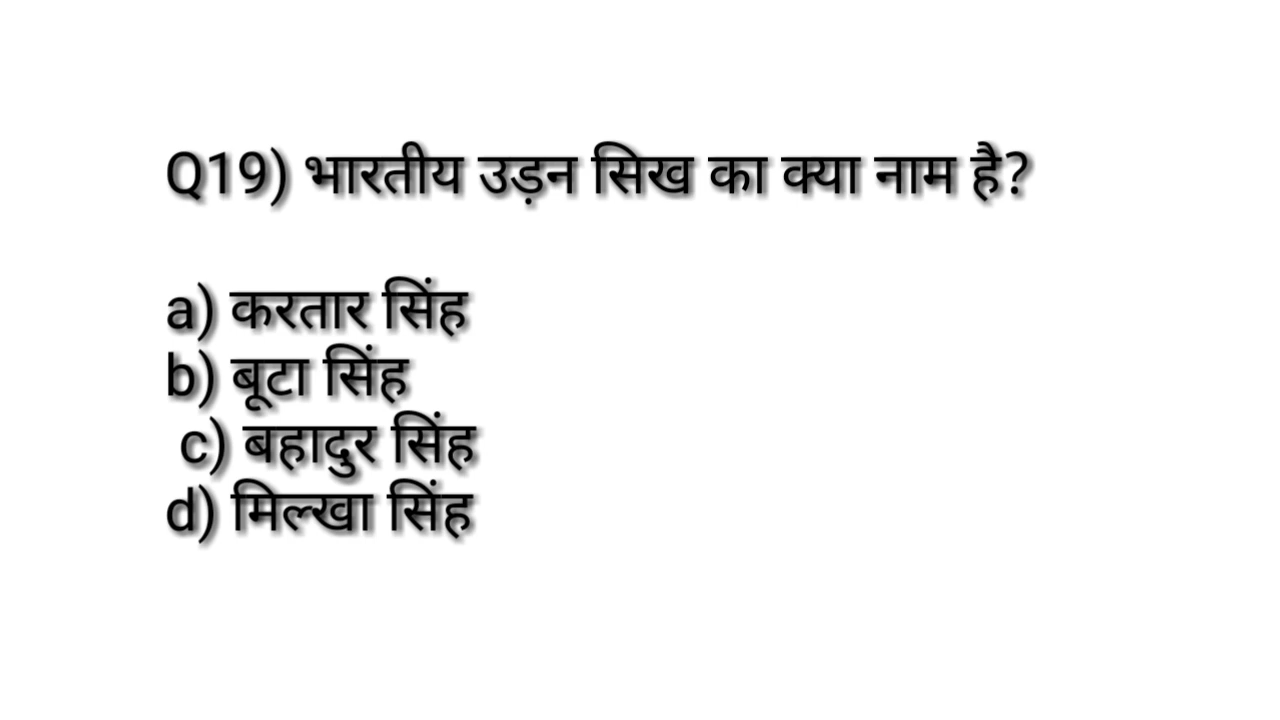 Q19) भारतीय उड़न सिख का क्या नाम है?
a) करतार सिंह
b) बूटा सिंह
c) बहादुर सिंह
d) मिल्खा सिंह